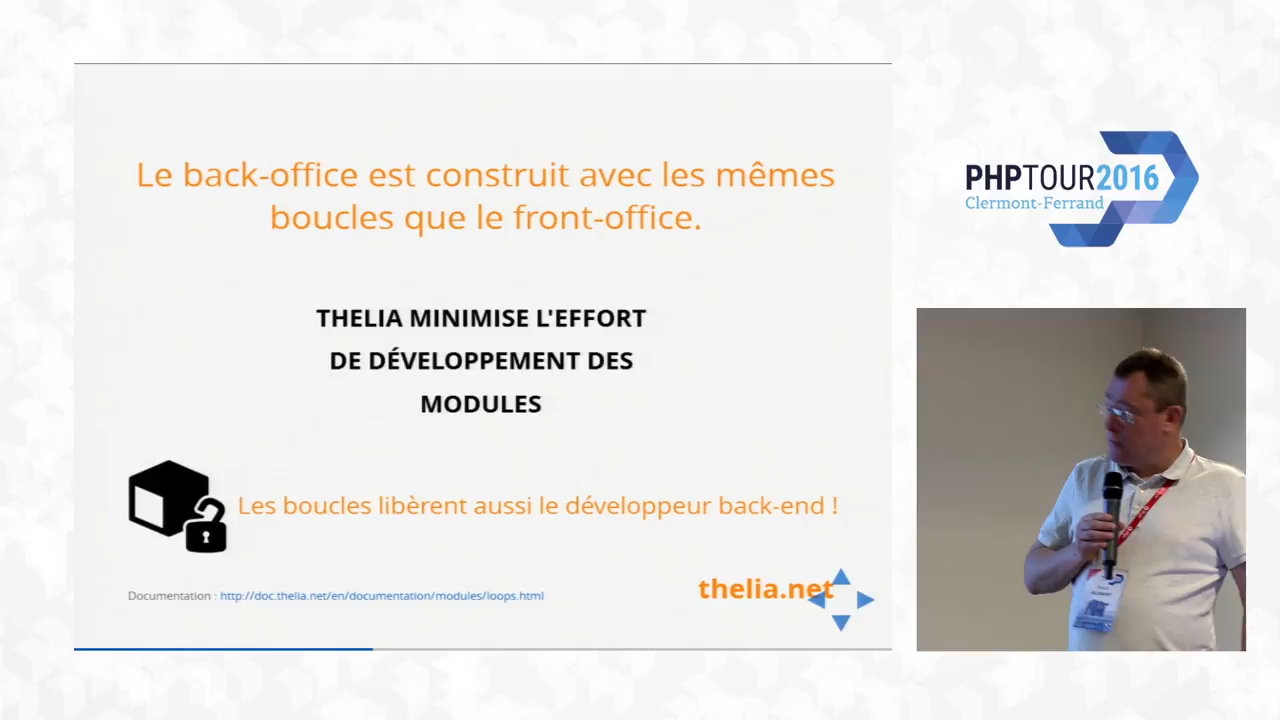 Le back-office est construit avec les mêmes
boucles que le front-office.
THELIA MINIMISE L'EFFORT
DE DÉVELOPPEMENT DES
MODULES
Les boucles libèrent aussi le développeur back-end !
Documentation : http://doc.thelia.net/en/documentation/modules/loops.html
thelia.net
PHPTOUR2016
Clermont-Ferrand